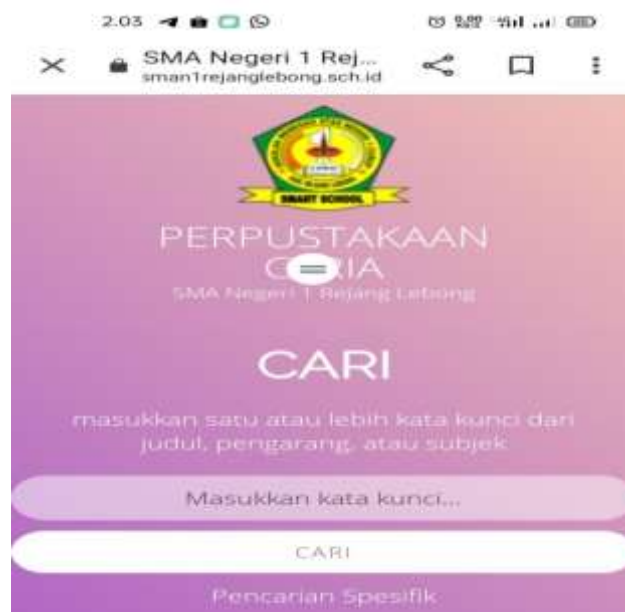 2.03
SMA Negeri 1 Rej...
sman1rejanglebong.sch.id
SMART SCHOOL
PERPUSTAKAAN
SMA Negeri 1 Rejang Lebong
CARI
masukkan satu atau lebih kata kunci dari
judul, pengarang, atau subjek
Masukkan kata kunci...
CARI
Pencarian Spesifik